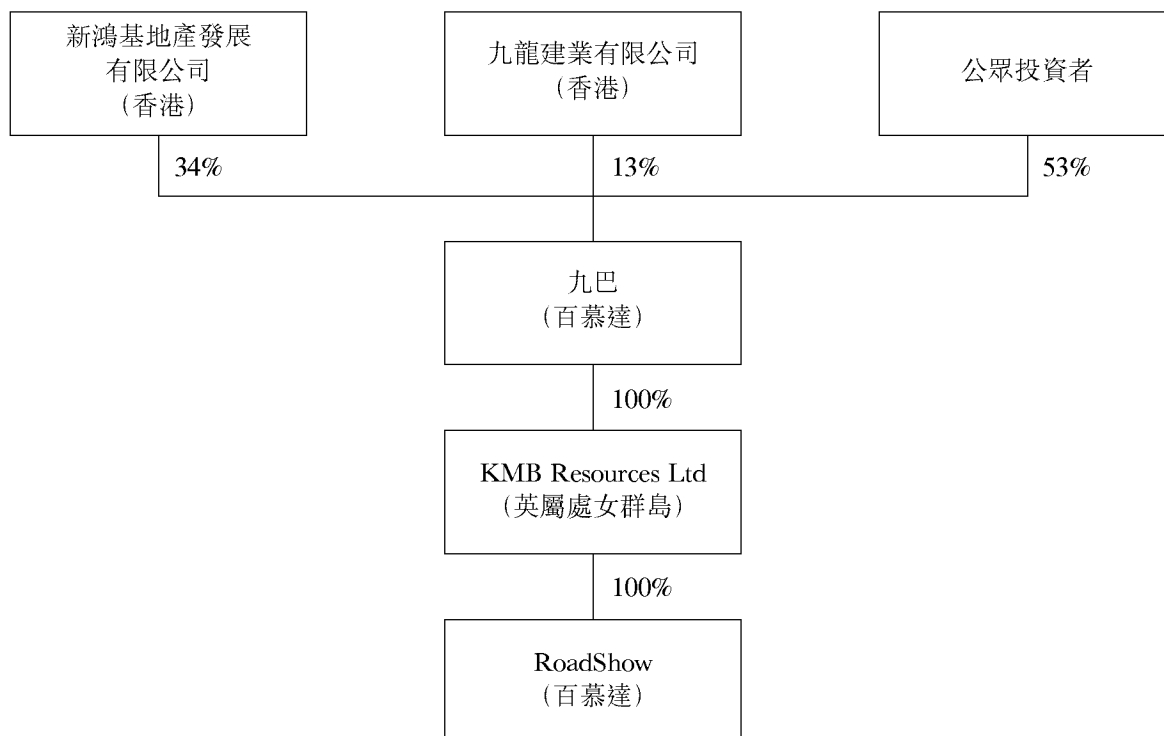 新鴻基地產發展
有限公司
（香港）
九龍建業有限公司
（香港）
公眾投資者
34%
13%
53%
九巴
（百慕達）
100%
KMB Resources Ltd
（英屬處女群島）
100%
RoadShow
（百慕達）